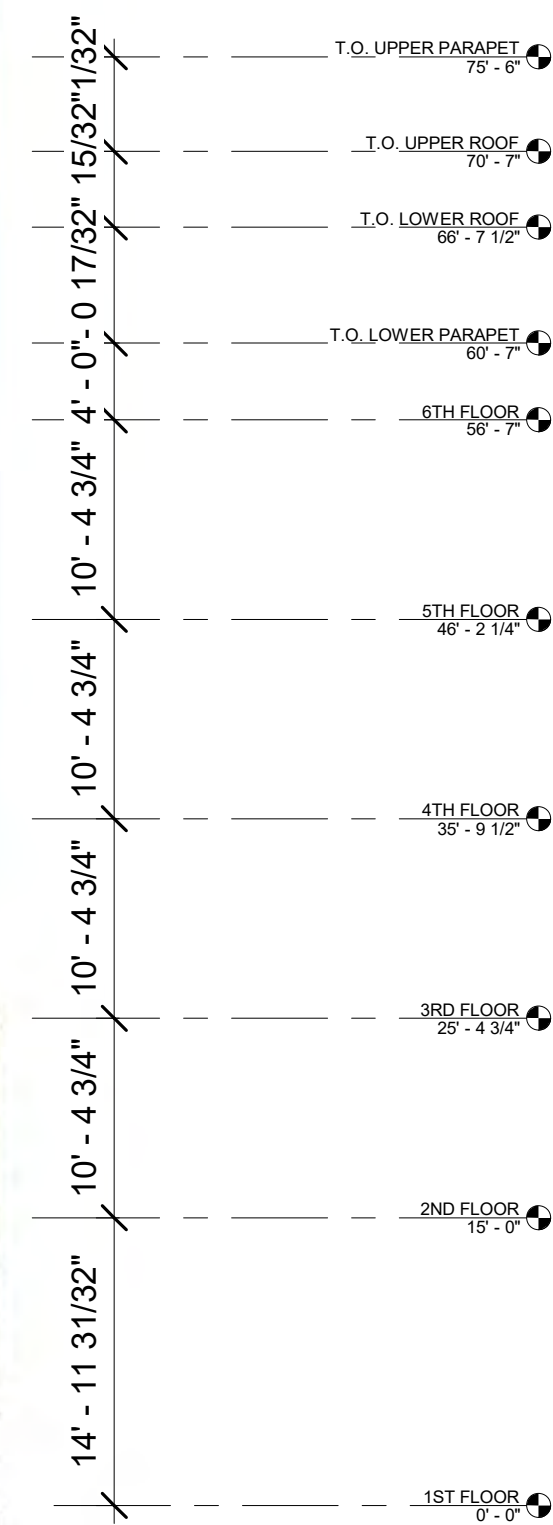 T.O. UPPER PARAPET
75' - 6"
T.O. UPPER ROOF
70' - 7"
T.O. LOWER ROOF
66' - 7 1/2"
T.O. LOWER PARAPET
60' - 7"
6TH FLOOR
56' - 7"
5TH FLOOR
46' - 2 1/4"
4TH FLOOR
35' - 9 1/2"
3RD FLOOR
25' - 4 3/4"
2ND FLOOR
15' - 0"
1ST FLOOR
0' - 0"
1/32"
15/32"
- 0 17/32"
4' - 0"
10' - 4 3/4"
10' - 4 3/4"
10' - 4 3/4"
10' - 4 3/4"
14' - 11 31/32"